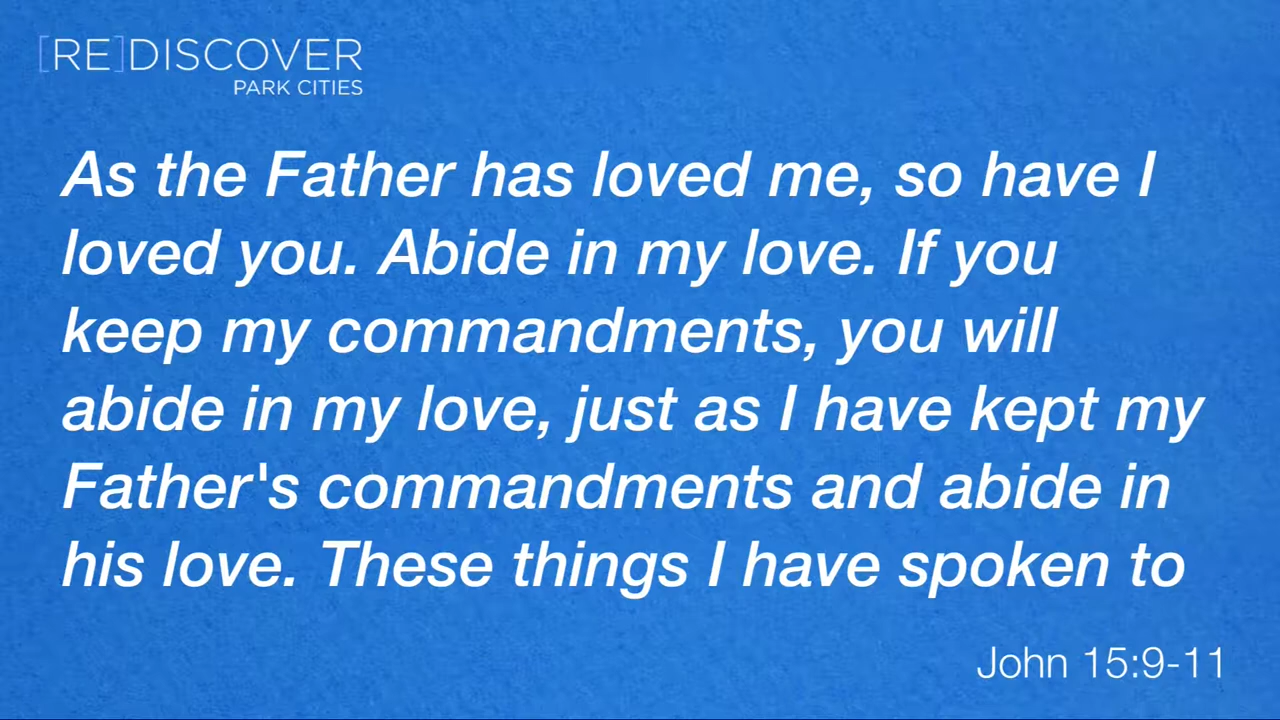 [RE]DISCOVER
PARK CITIES
As the Father has loved me, so have I
loved you. Abide in my love. If you
keep my commandments, you will
abide in my love, just as I have kept my
Father's commandments and abide in
his love. These things I have spoken to
John 15:9-11